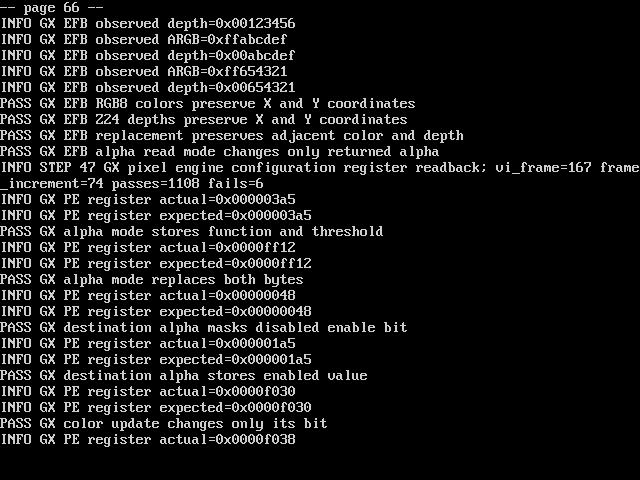 -- page 66 --
INFO GX EFB observed depth=0x00123456
INFO GX EFB observed ARGB=0xffabcdef
INFO GX EFB observed depth=0x00abcdef
INFO GX EFB observed ARGB=0xff654321
INFO GX EFB observed depth=0x00654321
PASS GX EFB RGB8 colors preserve X and Y coordinates
PASS GX EFB Z24 depths preserve X and Y coordinates
PASS GX EFB replacement preserves adjacent color and depth
PASS GX EFB alpha read mode changes only returned alpha
INFO STEP 47 GX pixel engine configuration register readback; vi_frame=167 frame
_increment=74 passes=1108 fails=6
INFO GX PE register actual=0x000003a5
INFO GX PE register expected=0x000003a5
PASS GX alpha mode stores function and threshold
INFO GX PE register actual=0x0000ff12
INFO GX PE register expected=0x0000ff12
PASS GX alpha mode replaces both bytes
INFO GX PE register actual=0x00000048
INFO GX PE register expected=0x00000048
PASS GX destination alpha masks disabled enable bit
INFO GX PE register actual=0x000001a5
INFO GX PE register expected=0x000001a5
PASS GX destination alpha stores enabled value
INFO GX PE register actual=0x0000f030
INFO GX PE register expected=0x0000f030
PASS GX color update changes only its bit
INFO GX PE register actual=0x0000f038